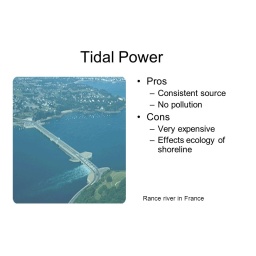 Tidal Power
• Pros
– Consistent source
– No pollution
• Cons
– Very expensive
– Effects ecology of
shoreline
Rance river in France